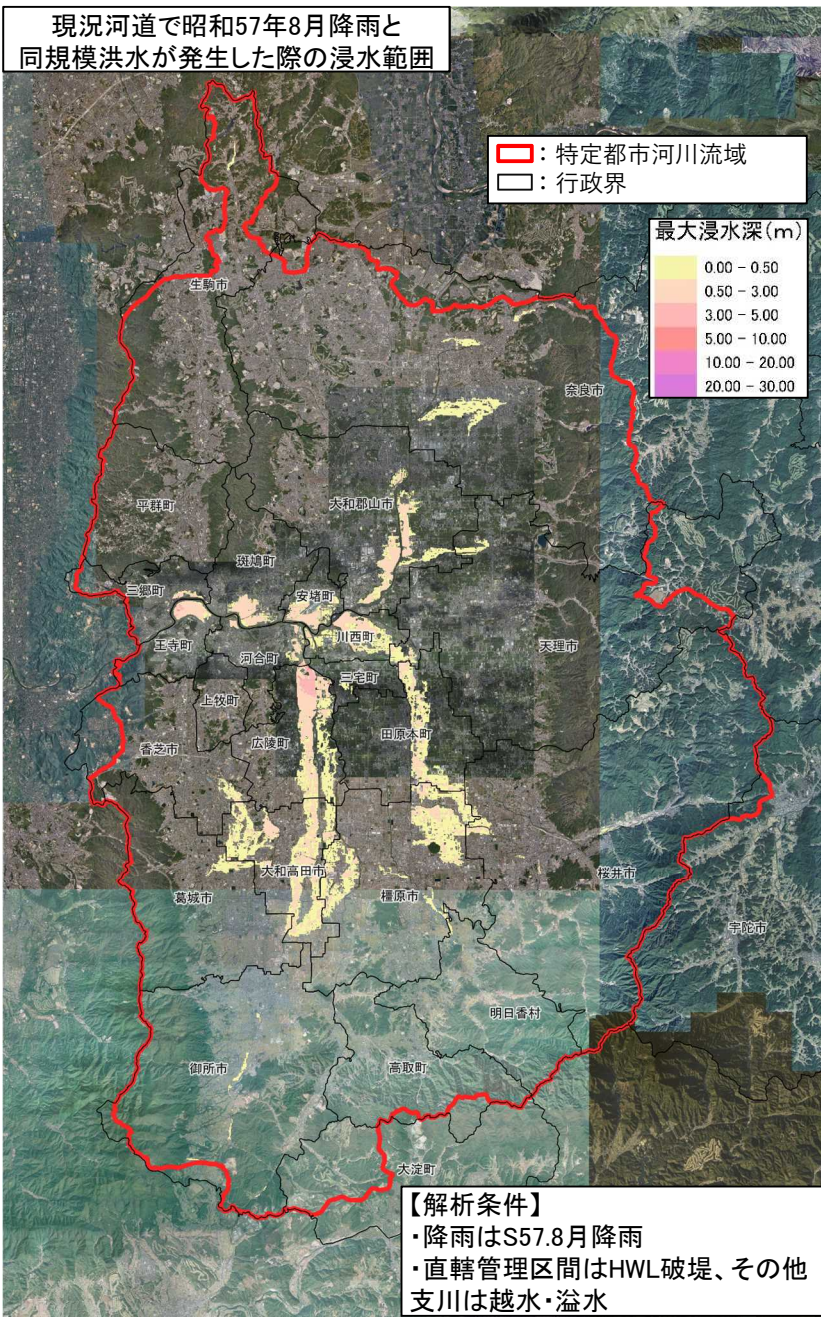 現況河道で昭和57年8月降雨と
同規模洪水が発生した際の浸水範囲
：特定都市河川流域
：行政界
最大浸水深(m)
0.00 - 0.50
0.50 - 3.00
3.00 - 5.00
5.00 - 10.00
10.00 - 20.00
20.00 - 30.00
生駒市
奈良市
平群町
大和郡山市
斑鳩町
三郷町
安堵町
王寺町
川西町
河合町
天理市
三宅町
上牧町
香芝市
広陵町
田原本町
大和高田市
葛城市
橿原市
桜井市
宇陀市
明日香村
御所市
高取町
大淀町
【解析条件】
・降雨はS57.8月降雨
・直轄管理区間はHWL破堤、その他
支川は越水・溢水